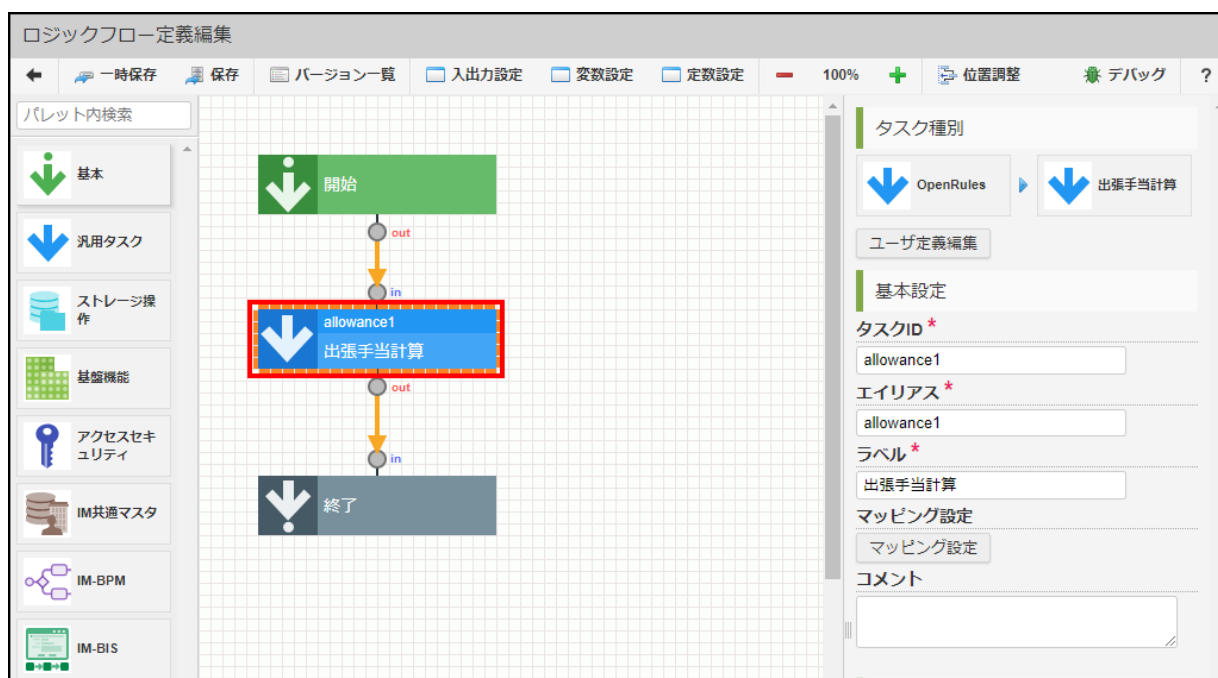 ロジックフロー定義編集
一時保存 保存 バージョン一覧 入出力設定 変数設定 定数設定 100% 位置調整 デバッグ ?
パレット内検索
基本
汎用タスク
ストレージ操
作
基盤機能
アクセスセキ
ュリティ
IM共通マスタ
IM-BPM
IM-BIS
開始
out
in
allowance1
出張手当計算
out
in
終了
タスク種別
OpenRules 出張手当計算
ユーザ定義編集
基本設定
タスクID *
allowance1
エイリアス *
allowance1
ラベル *
出張手当計算
マッピング設定
マッピング設定
コメント